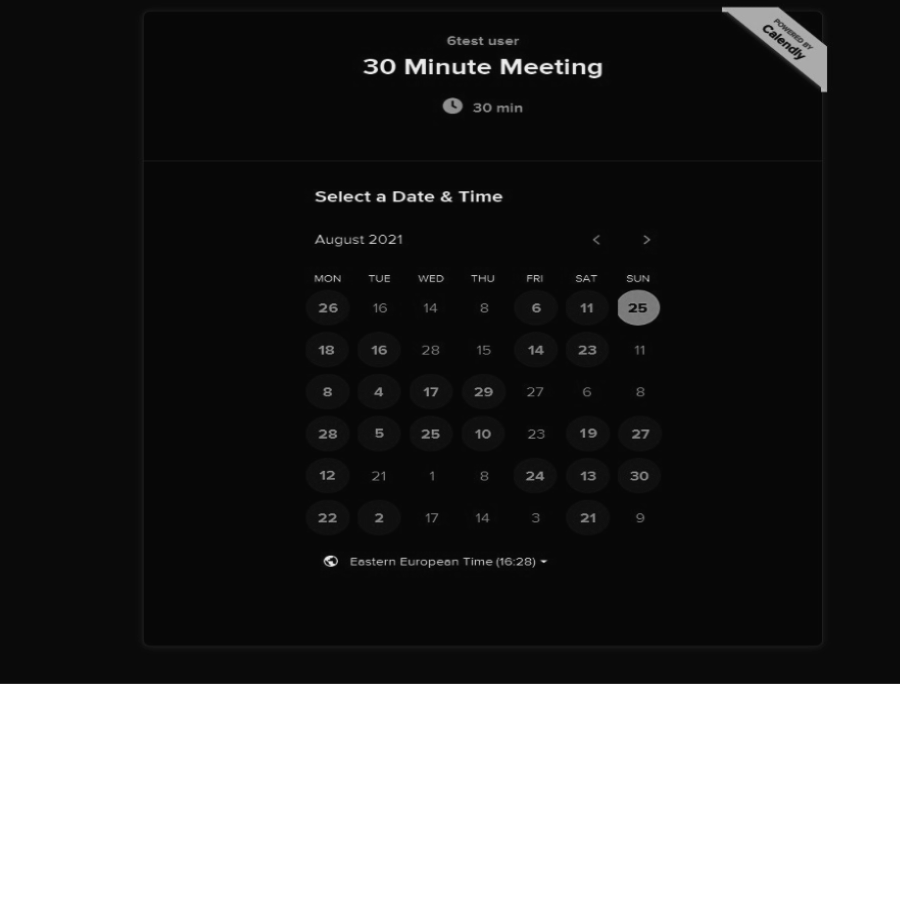 POWERED BY
Calendly
6test user
30 Minute Meeting
30 min
Select a Date & Time
August 2021
MON TUE WED THU FRI SAT SUN
26 16 14 8 6 11 25
18 16 28 15 14 23 11
8 4 17 29 27 6 8
28 5 25 10 23 19 27
12 21 1 8 24 13 30
22 2 17 14 3 21 9
Eastern European Time (16:28)